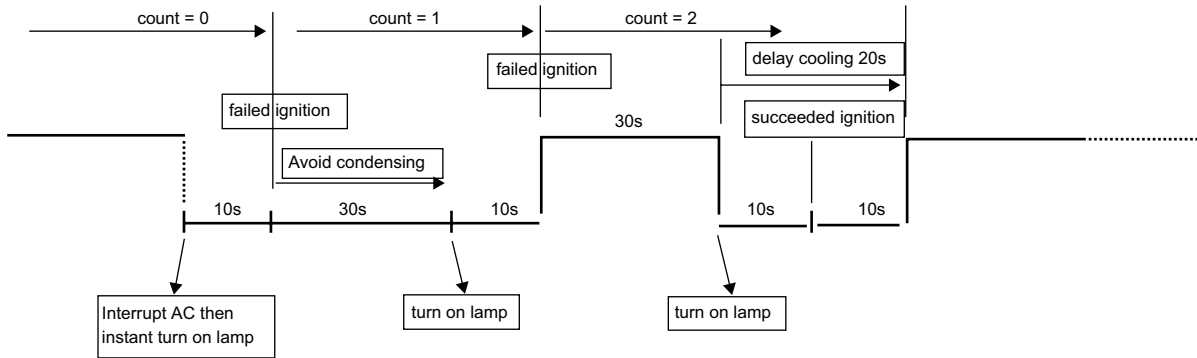 count = 0
count = 1
count = 2
delay cooling 20s
failed ignition
failed ignition
succeeded ignition
30s
Avoid condensing
10s
30s
10s
10s
10s
Interrupt AC then
instant turn on lamp
turn on lamp
turn on lamp